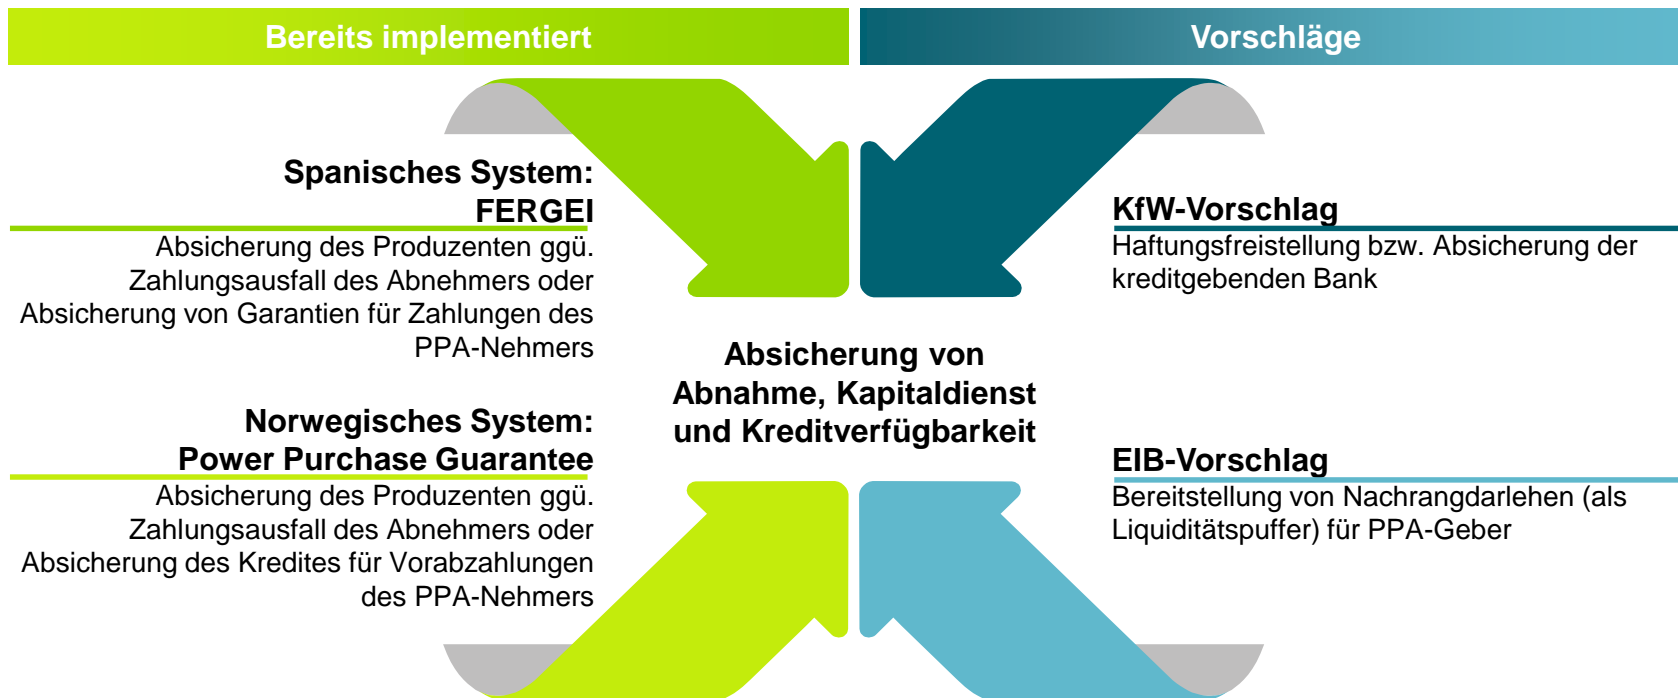 Bereits implementiert
Vorschläge
Spanisches System:
FERGEI
Absicherung des Produzenten ggü.
Zahlungsausfall des Abnehmers oder
Absicherung von Garantien für Zahlungen des
PPA-Nehmers
Norwegisches System:
Power Purchase Guarantee
Absicherung des Produzenten ggü.
Zahlungsausfall des Abnehmers oder
Absicherung des Kredites für Vorabzahlungen
des PPA-Nehmers
Absicherung von
Abnahme, Kapitaldienst
und Kreditverfügbarkeit
KfW-Vorschlag
Haftungsfreistellung bzw. Absicherung der
kreditgebenden Bank
EIB-Vorschlag
Bereitstellung von Nachrangdarlehen (als
Liquiditätspuffer) für PPA-Geber